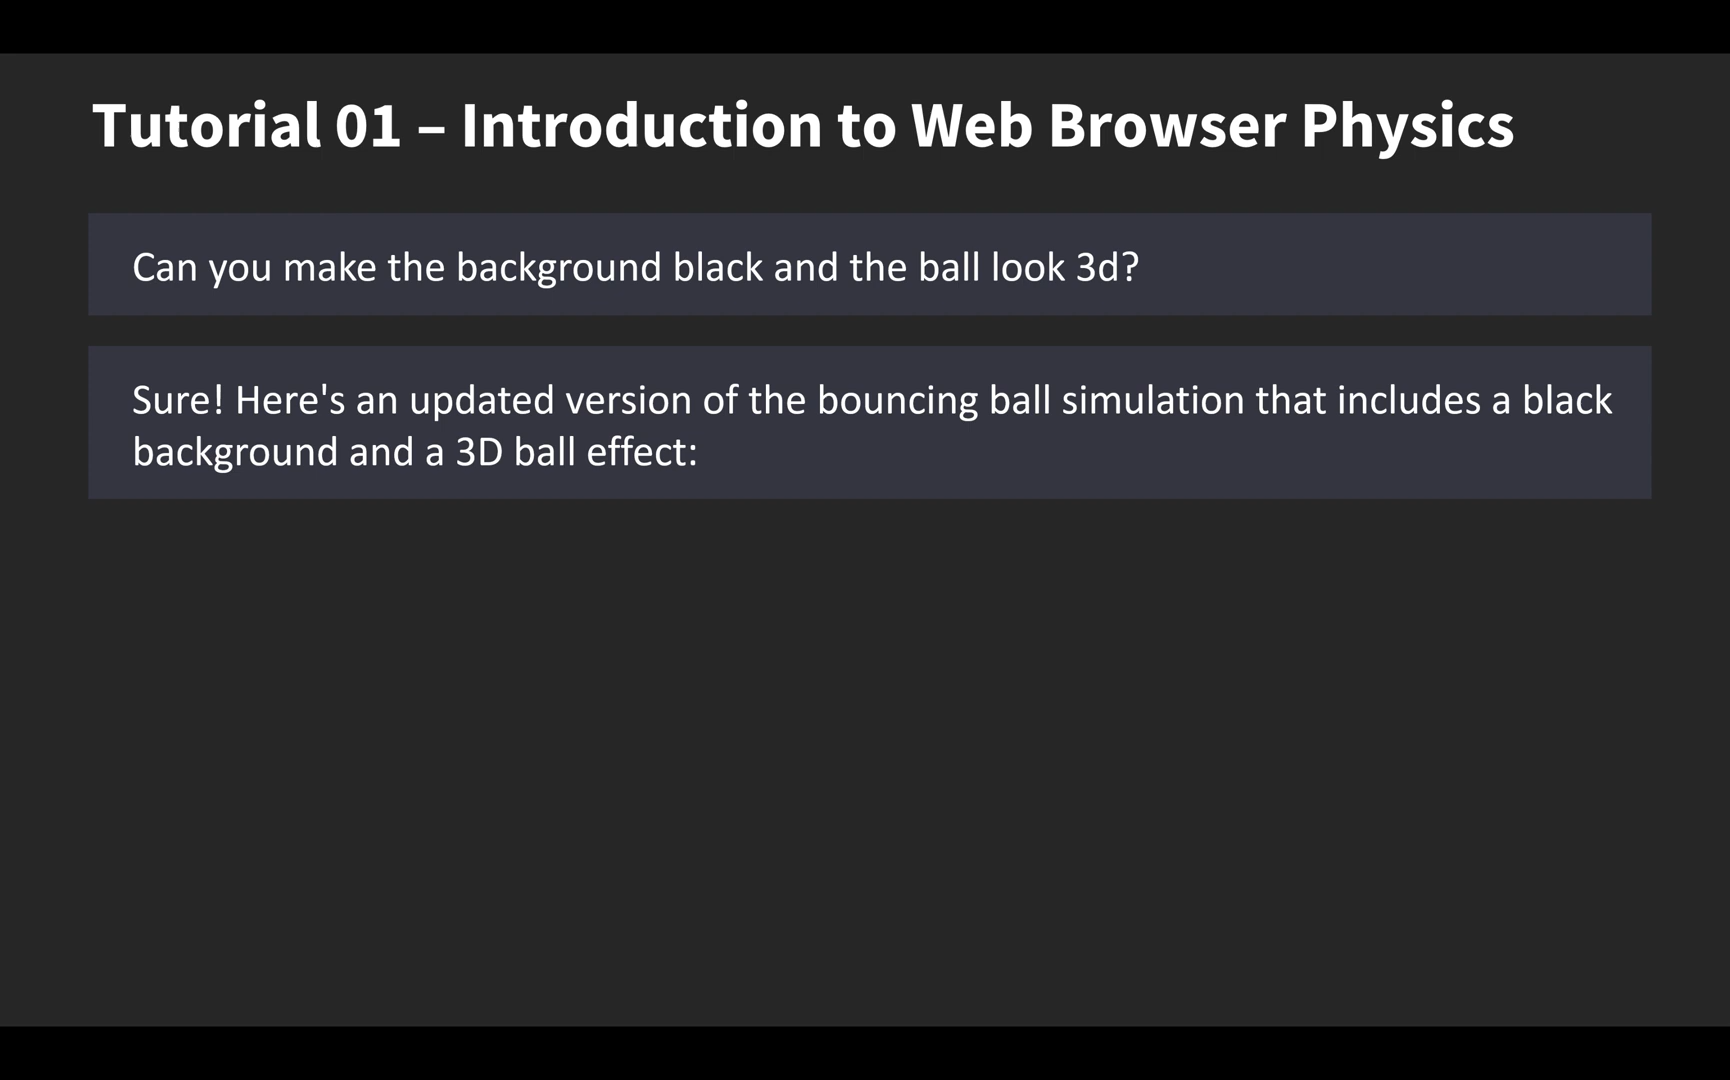 Tutorial 01 – Introduction to Web Browser Physics
Can you make the background black and the ball look 3d?
Sure! Here's an updated version of the bouncing ball simulation that includes a black
background and a 3D ball effect: